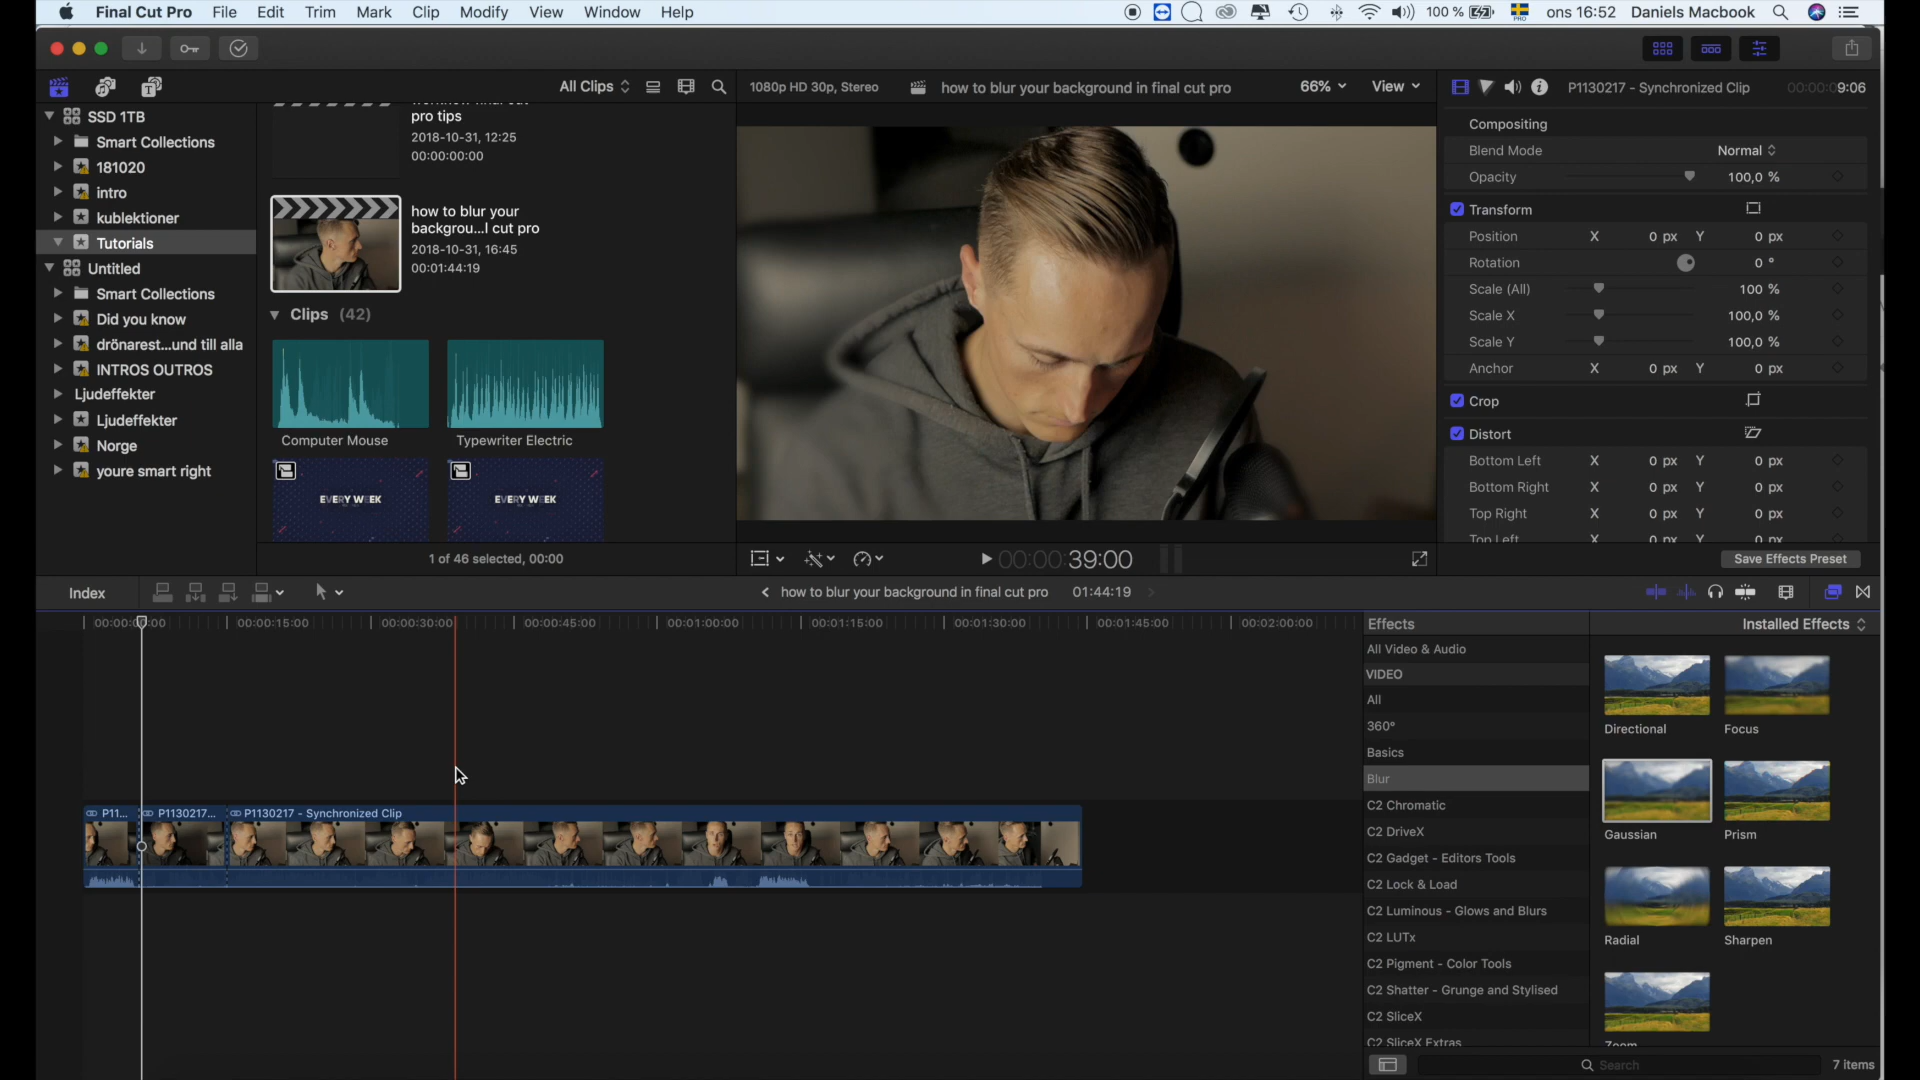 Final Cut Pro File Edit Trim Mark Clip Modify View Window Help
100 % PRO ons 16:52 Daniels Macbook
All Clips
1080p HD 30p, Stereo how to blur your background in final cut pro 66% View
P1130217 - Synchronized Clip 00:00:09:06
SSD 1TB
Smart Collections
181020
intro
kublektioner
Tutorials
Untitled
Smart Collections
Did you know
drönarest...und till alla
INTROS OUTROS
Ljudeffekter
Ljudeffekter
Norge
youre smart right
pro tips
2018-10-31, 12:25
00:00:00:00
how to blur your
backgrou...l cut pro
2018-10-31, 16:45
00:01:44:19
Clips (42)
Computer Mouse
Typewriter Electric
EVERY WEEK
EVERY WEEK
1 of 46 selected, 00:00
00:00:39:00
Compositing
Blend Mode Normal
Opacity 100,0 %
Transform
Position X 0 px Y 0 px
Rotation 0 °
Scale (All) 100 %
Scale X 100,0 %
Scale Y 100,0 %
Anchor X 0 px Y 0 px
Crop
Distort
Bottom Left X 0 px Y 0 px
Bottom Right X 0 px Y 0 px
Top Right X 0 px Y 0 px
Top Left X 0 px Y 0 px
Save Effects Preset
Index
how to blur your background in final cut pro 01:44:19
00:00:15:00 00:00:30:00 00:00:45:00 00:01:00:00 00:01:15:00 00:01:30:00 00:01:45:00 00:02:00:00
P11... P1130217... P1130217 - Synchronized Clip
Effects
All Video & Audio
VIDEO
All
360°
Basics
Blur
C2 Chromatic
C2 DriveX
C2 Gadget - Editors Tools
C2 Lock & Load
C2 Luminous - Glows and Blurs
C2 LUTx
C2 Pigment - Color Tools
C2 Shatter - Grunge and Stylised
C2 SliceX
C2 SliceX Extras
Installed Effects
Directional
Focus
Gaussian
Prism
Radial
Sharpen
Zoom
Search
7 items